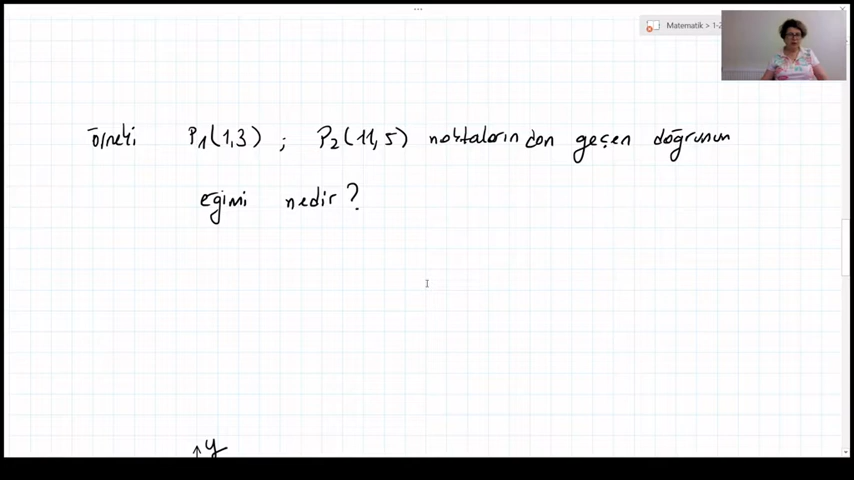 Matematik > 1-2
örnek: P₁(1,3) ; P₂(11,5) noktalarından geçen doğrunun
eğimi nedir?
↑y